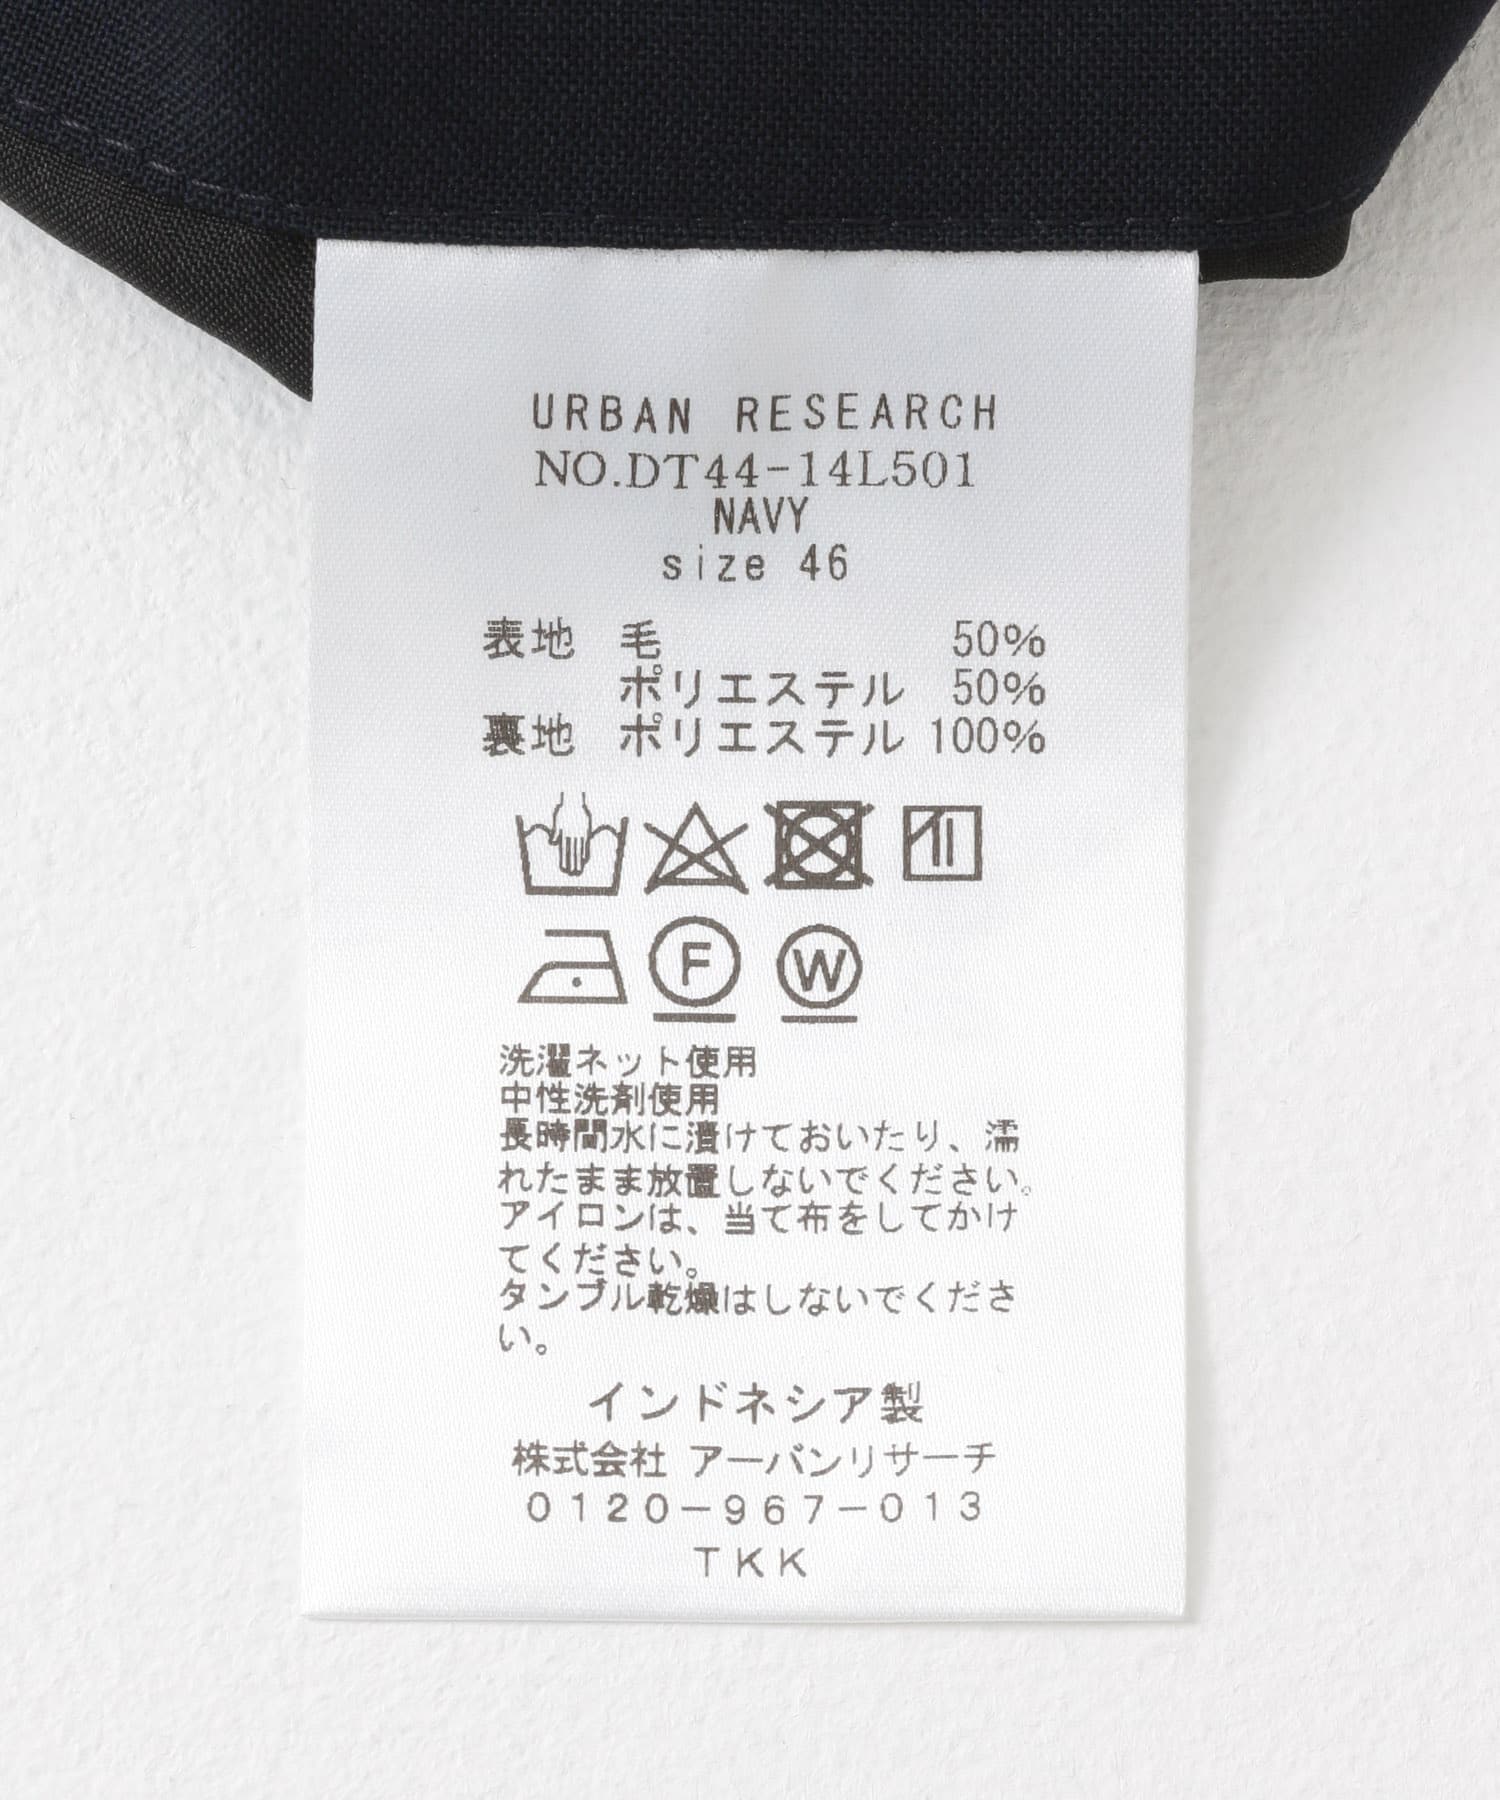 URBAN RESEARCH
NO.DT44-14L501
NAVY
size 46
表地 毛 50%
ポリエステル 50%
裏地 ポリエステル 100%
F W
洗濯ネット使用
中性洗剤使用
長時間水に漬けておいたり、濡
れたまま放置しないでください。
アイロンは、当て布をしてかけ
てください。
タンブル乾燥はしないでくださ
い。
インドネシア製
株式会社 アーバンリサーチ
0120-967-013
TKK